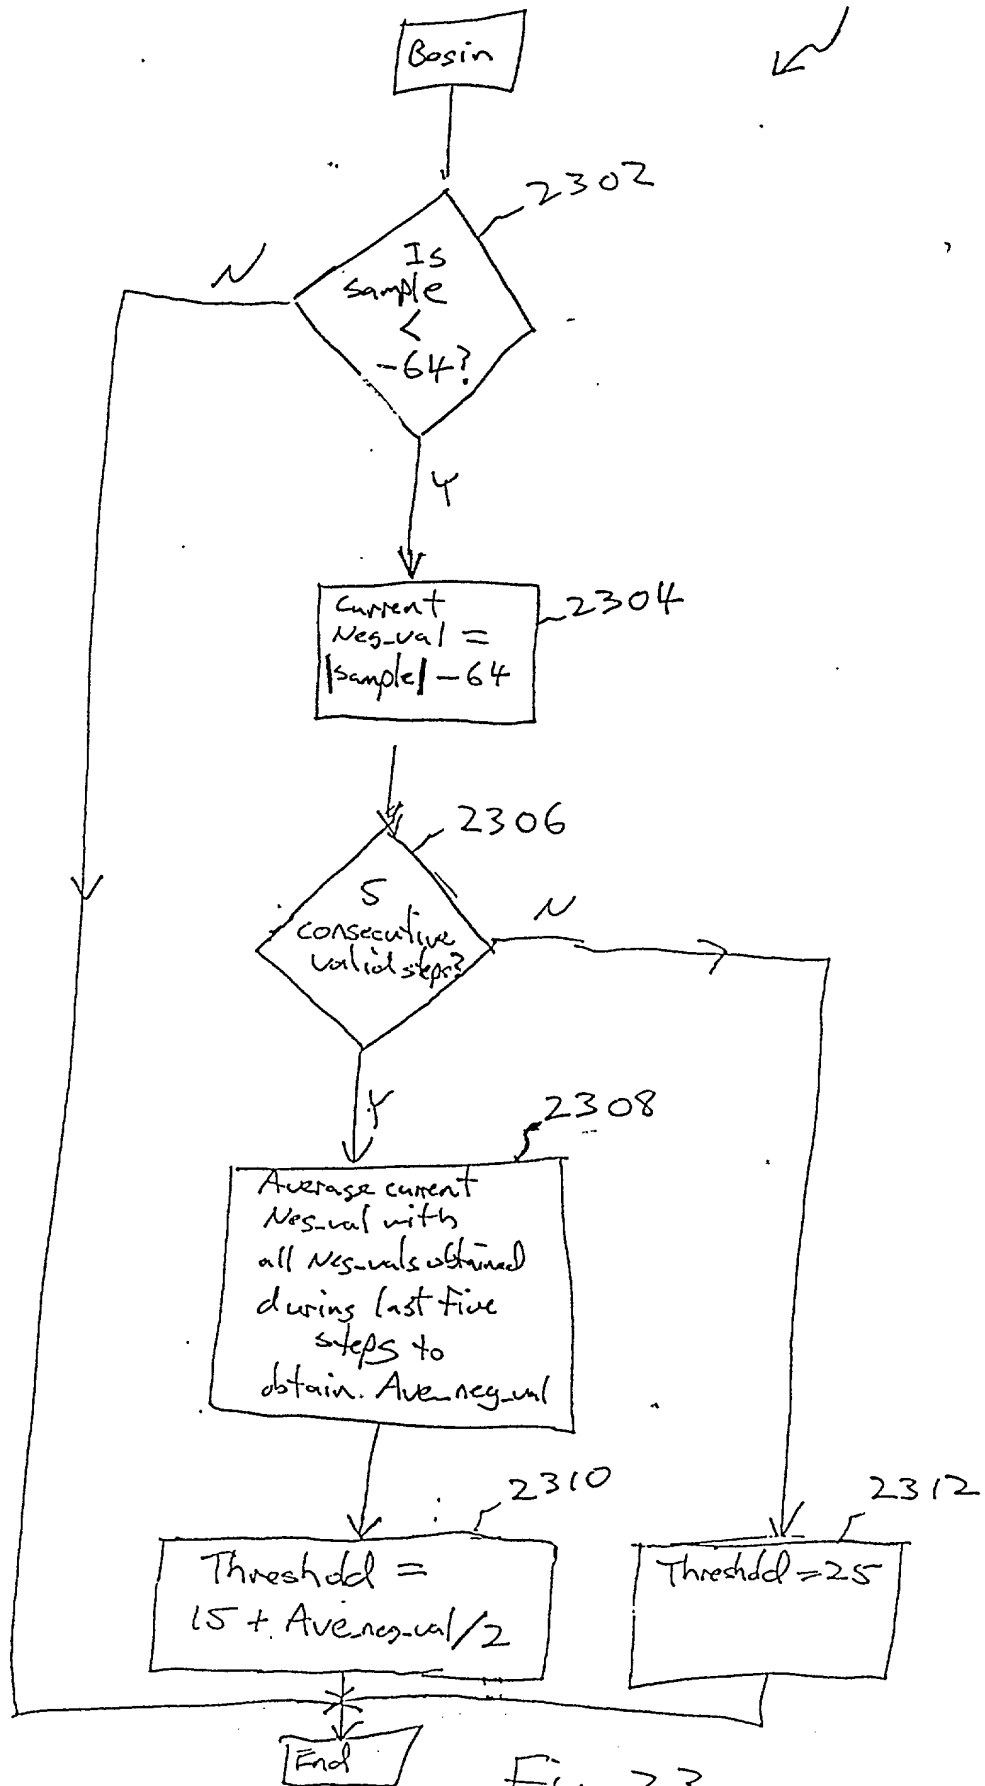 Begin
2302
N
Is
sample
<
-64?
Y
2304
Current
Neg_val =
|sample| -64
2306
5
consecutive
valid steps?
N
Y
2308
Average current
Neg_val with
all Neg_vals obtained
during last five
steps to
obtain. Ave_neg_val
2310
Threshold =
15 + Ave_neg_val/2
2312
Threshold = 25
End
Fig. 23